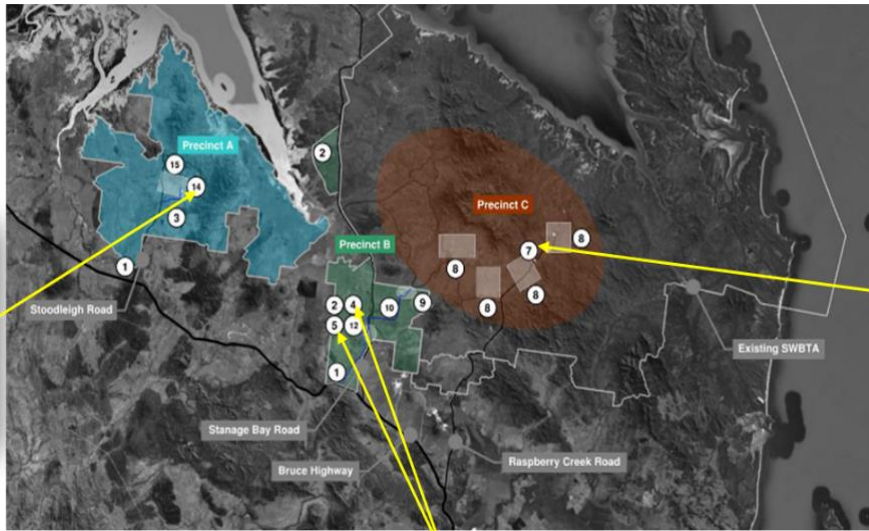 2
Precinct A
15
14
3
1
Stoodleigh Road
Precinct C
7
8
8
8
8
Precinct B
2
4
5
12
10
9
1
Existing SWBTA
Stanage Bay Road
Bruce Highway
Raspberry Creek Road